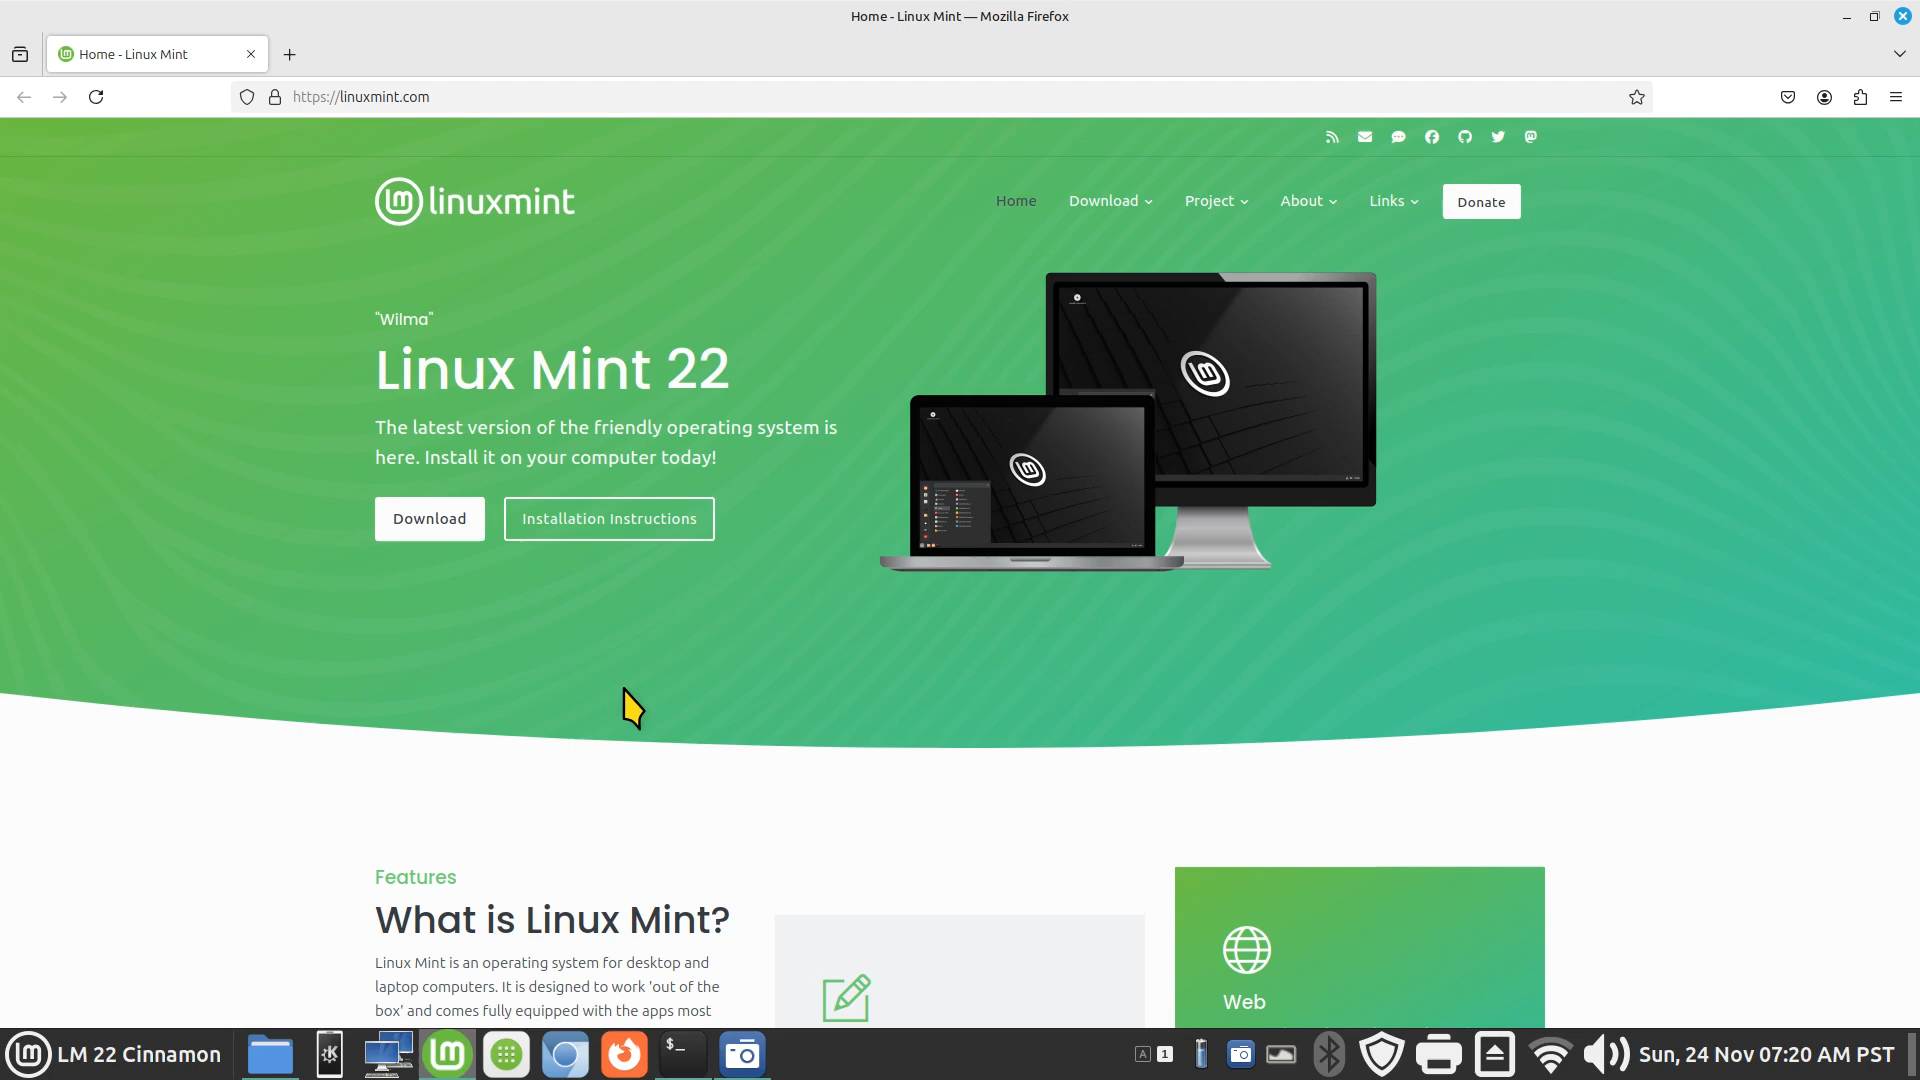 Home - Linux Mint — Mozilla Firefox
Home - Linux Mint
https://linuxmint.com
linuxmint
Home
Download
Project
About
Links
Donate
"Wilma"
Linux Mint 22
The latest version of the friendly operating system is
here. Install it on your computer today!
Download
Installation Instructions
Features
What is Linux Mint?
Linux Mint is an operating system for desktop and
laptop computers. It is designed to work 'out of the
box' and comes fully equipped with the apps most
Web
LM 22 Cinnamon
$_
A
1
Sun, 24 Nov 07:20 AM PST